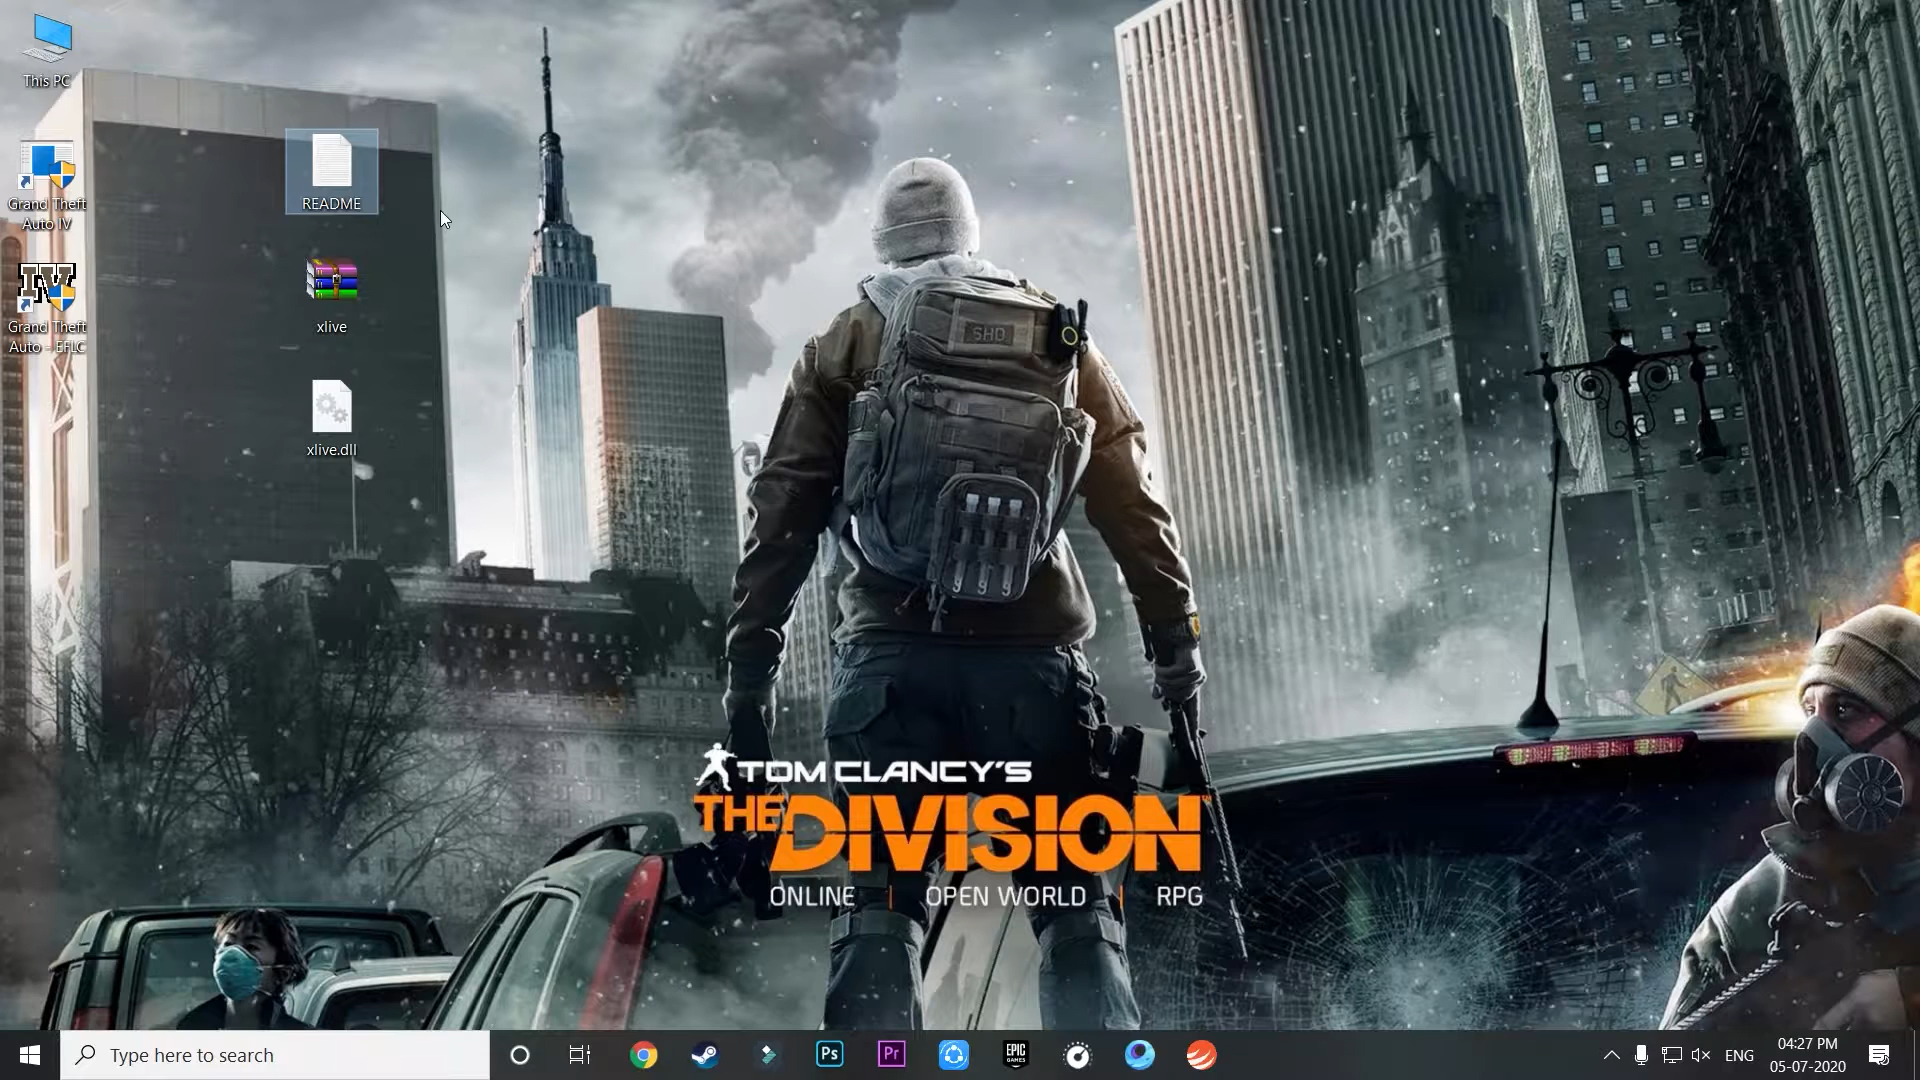 This PC
Grand Theft
Auto IV
Grand Theft
Auto - EFLC
README
xlive
xlive.dll
SHD
TOM CLANCY'S
THE DIVISION™
ONLINE | OPEN WORLD | RPG
Type here to search
Ps
Pr
EPIC
GAMES
ENG
04:27 PM
05-07-2020